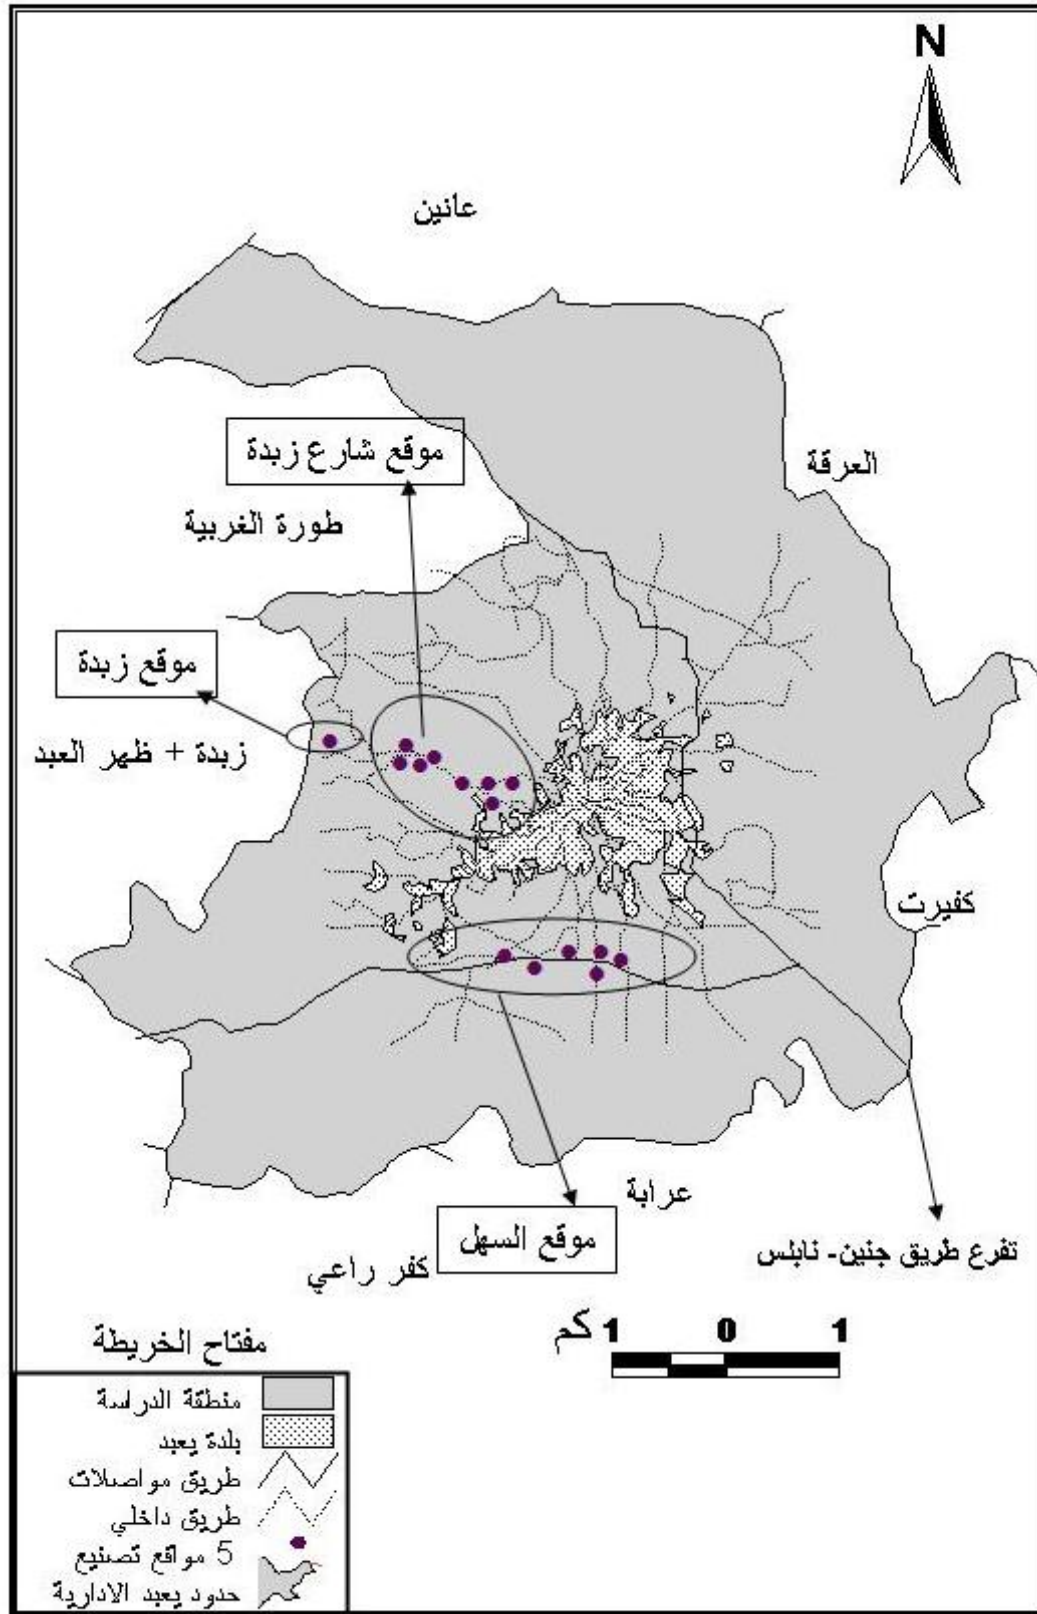 N
عانين
موقع شارع زبدة
العرقة
طورة الغربية
موقع زبدة
زبدة + ظهر العبد
كفيرت
عرابة
موقع السهل
تفرع طريق جنين- نابلس
كفر راعي
1 0 1 كم
مفتاح الخريطة
منطقة الدراسة
بلدة يعبد
طريق مواصلات
طريق داخلي
5 مواقع تصنيع
حدود يعبد الادارية